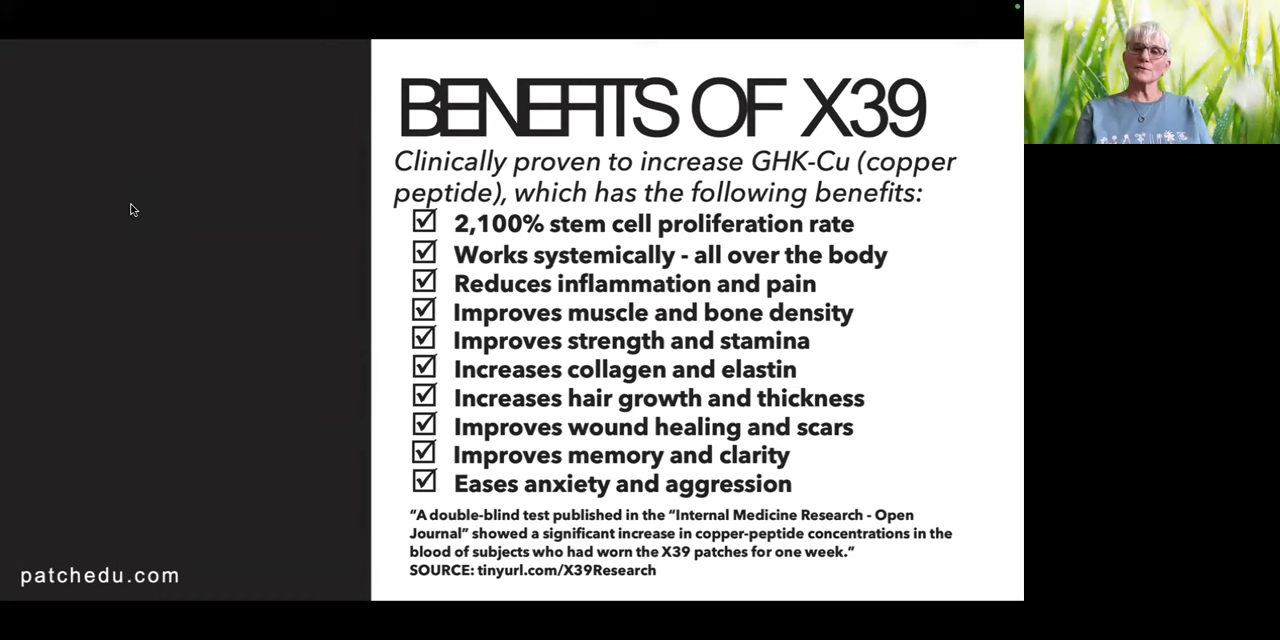 BENEFITS OF X39
Clinically proven to increase GHK-Cu (copper
peptide), which has the following benefits:
2,100% stem cell proliferation rate
Works systemically - all over the body
Reduces inflammation and pain
Improves muscle and bone density
Improves strength and stamina
Increases collagen and elastin
Increases hair growth and thickness
Improves wound healing and scars
Improves memory and clarity
Eases anxiety and aggression
“A double-blind test published in the “Internal Medicine Research - Open
Journal” showed a significant increase in copper-peptide concentrations in the
blood of subjects who had worn the X39 patches for one week.”
SOURCE: tinyurl.com/X39Research
patchedu.com